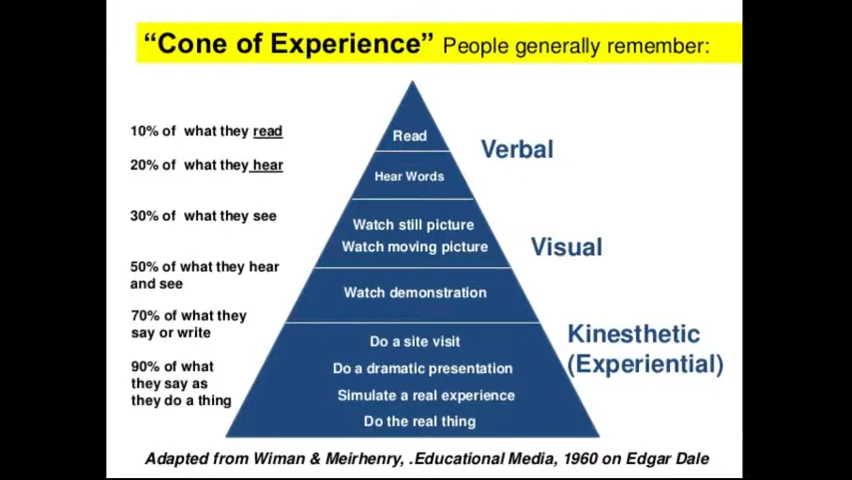 “Cone of Experience” People generally remember:
10% of what they read
20% of what they hear
30% of what they see
50% of what they hear
and see
70% of what they
say or write
90% of what
they say as
they do a thing
Read
Hear Words
Watch still picture
Watch moving picture
Watch demonstration
Do a site visit
Do a dramatic presentation
Simulate a real experience
Do the real thing
Verbal
Visual
Kinesthetic
(Experiential)
Adapted from Wiman & Meirhenry, .Educational Media, 1960 on Edgar Dale